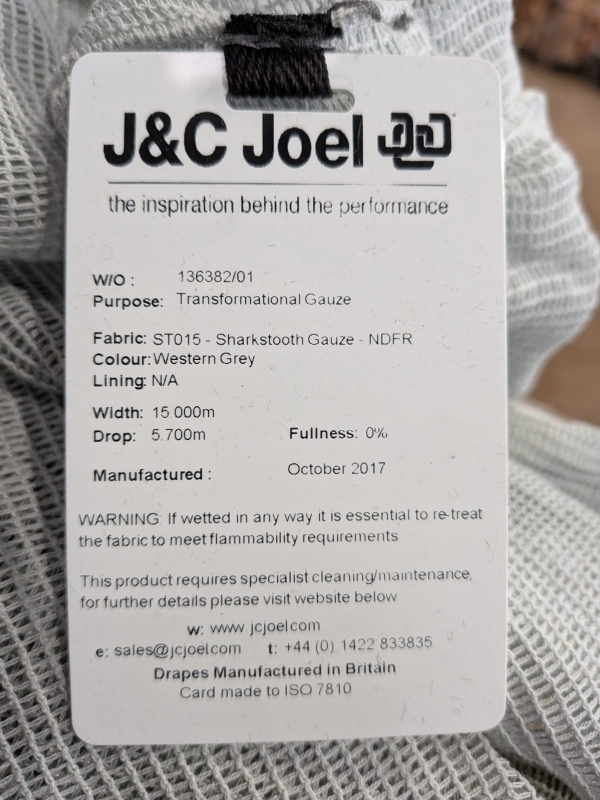 J&C Joel
the inspiration behind the performance
W/O : 136382/01
Purpose: Transformational Gauze
Fabric: ST015 - Sharkstooth Gauze - NDFR
Colour: Western Grey
Lining: N/A
Width: 15.000m
Drop: 5.700m Fullness: 0%
Manufactured : October 2017
WARNING: If wetted in any way it is essential to re-treat
the fabric to meet flammability requirements
This product requires specialist cleaning/maintenance,
for further details please visit website below
w: www.jcjoel.com
e: sales@jcjoel.com t: +44 (0) 1422 833835
Drapes Manufactured in Britain
Card made to ISO 7810